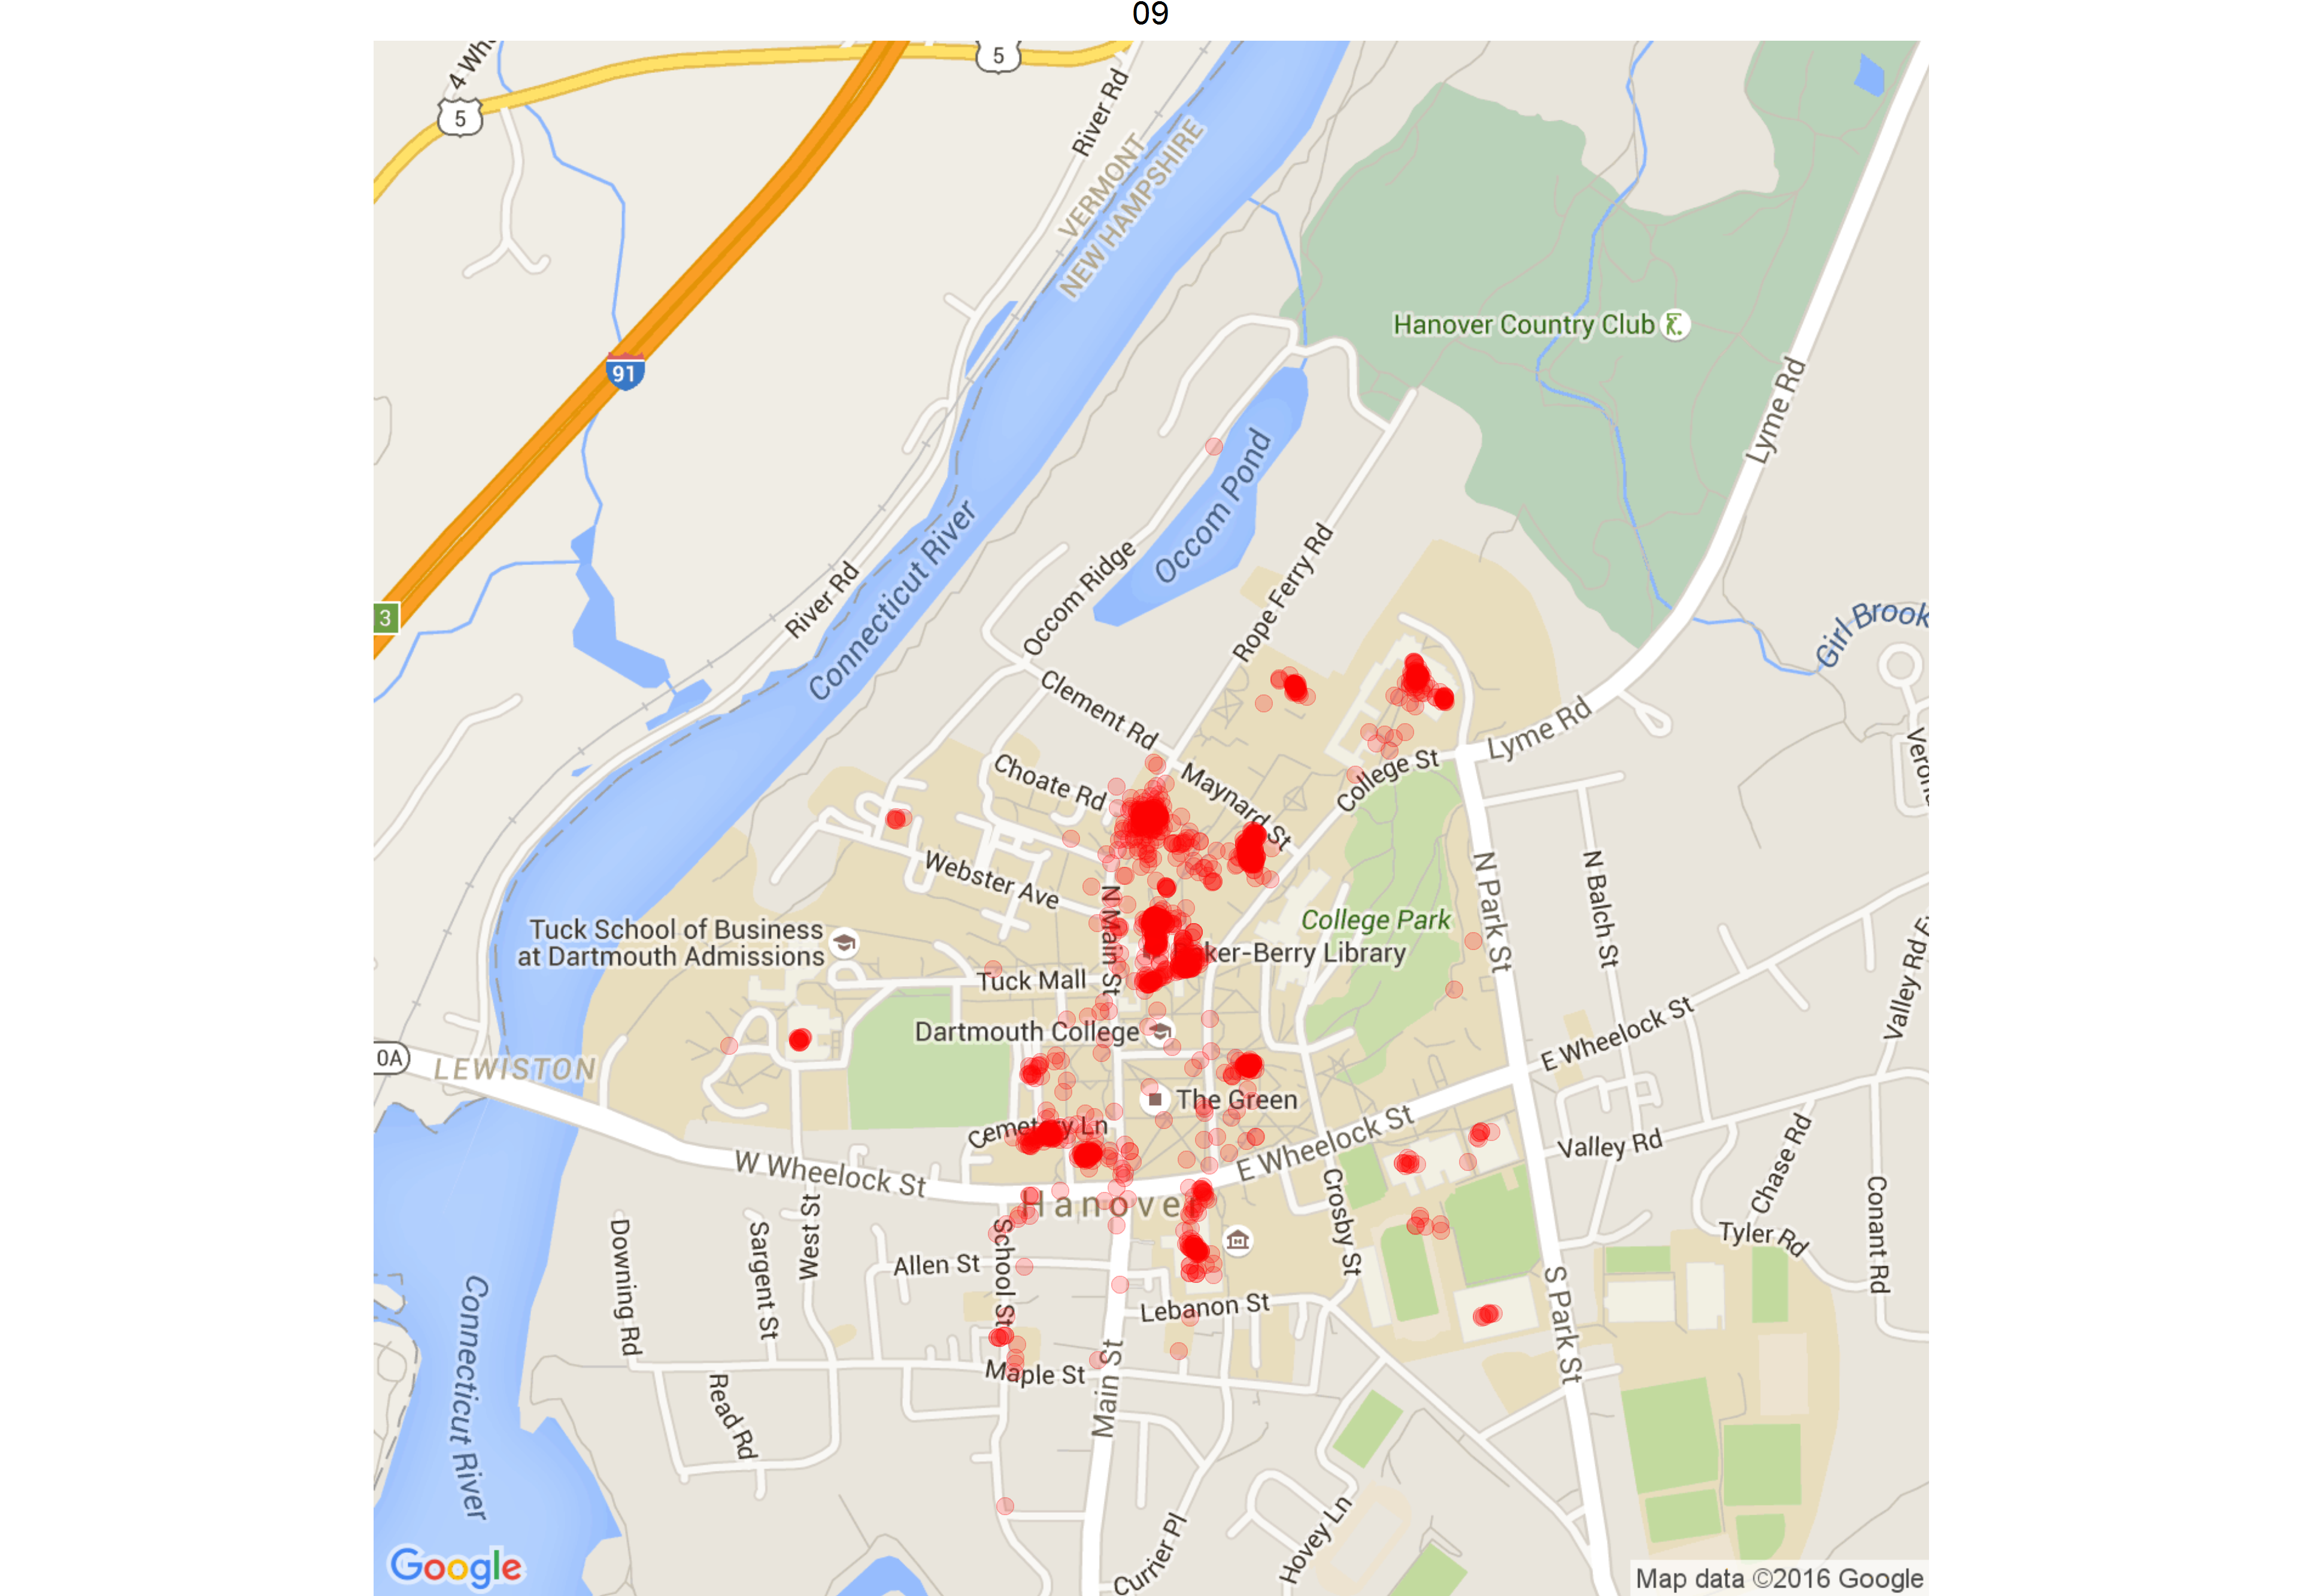 09
4 Whe
5
5
River Rd
VERMONT
NEW HAMPSHIRE
Hanover Country Club
91
Lyme Rd
Occom Pond
Connecticut River
Rope Ferry Rd
Occom Ridge
River Rd
3
Girl Brook
Clement Rd
Lyme Rd
Choate Rd
Maynard St
College St
Webster Ave
N Main St
N Park St
N Balch St
College Park
Tuck School of Business
at Dartmouth Admissions
ker-Berry Library
Tuck Mall
Valley Rd
Dartmouth College
E Wheelock St
0A
LEWISTON
The Green
Cemetery Ln
E Wheelock St
Valley Rd
Chase Rd
W Wheelock St
Hanove
Crosby St
Conant Rd
Tyler Rd
Downing Rd
Sargent St
West St
School St
Allen St
Lebanon St
S Park St
Connecticut River
Maple St
Main St
Read Rd
Hovey Ln
Currier Pl
Google
Map data ©2016 Google